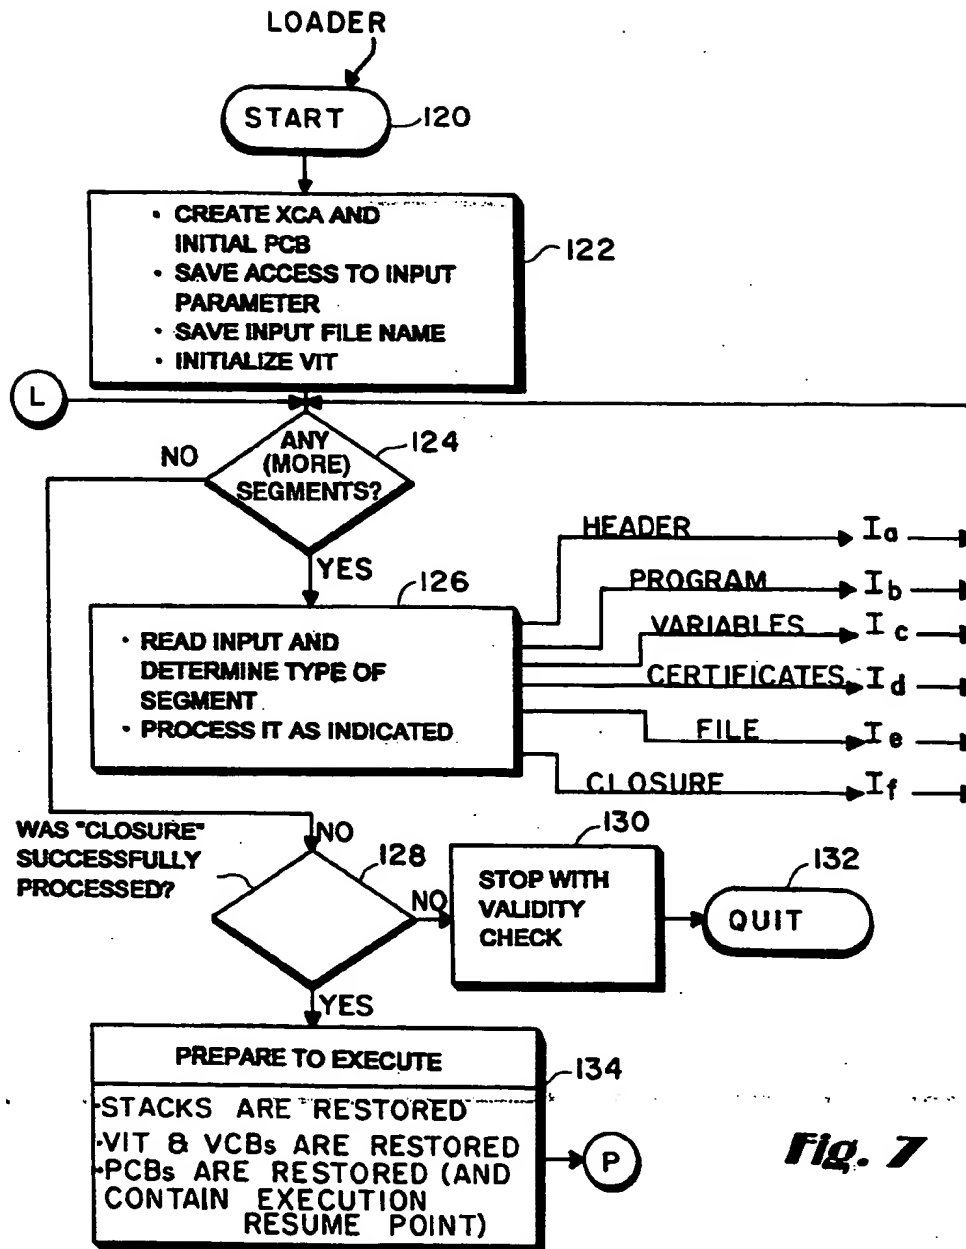 LOADER
START
120
• CREATE XCA AND
INITIAL PCB
• SAVE ACCESS TO INPUT
PARAMETER
• SAVE INPUT FILE NAME
• INITIALIZE VIT
122
L
ANY
(MORE)
SEGMENTS?
124
NO
YES
126
• READ INPUT AND
DETERMINE TYPE OF
SEGMENT
• PROCESS IT AS INDICATED
HEADER Ia
PROGRAM Ib
VARIABLES Ic
CERTIFICATES Id
FILE Ie
CLOSURE If
WAS "CLOSURE"
SUCCESSFULLY
PROCESSED?
NO
128
NO
YES
130
STOP WITH
VALIDITY
CHECK
132
QUIT
PREPARE TO EXECUTE
134
•STACKS ARE RESTORED
•VIT & VCBs ARE RESTORED
•PCBs ARE RESTORED (AND
CONTAIN EXECUTION
RESUME POINT)
P
Fig. 7